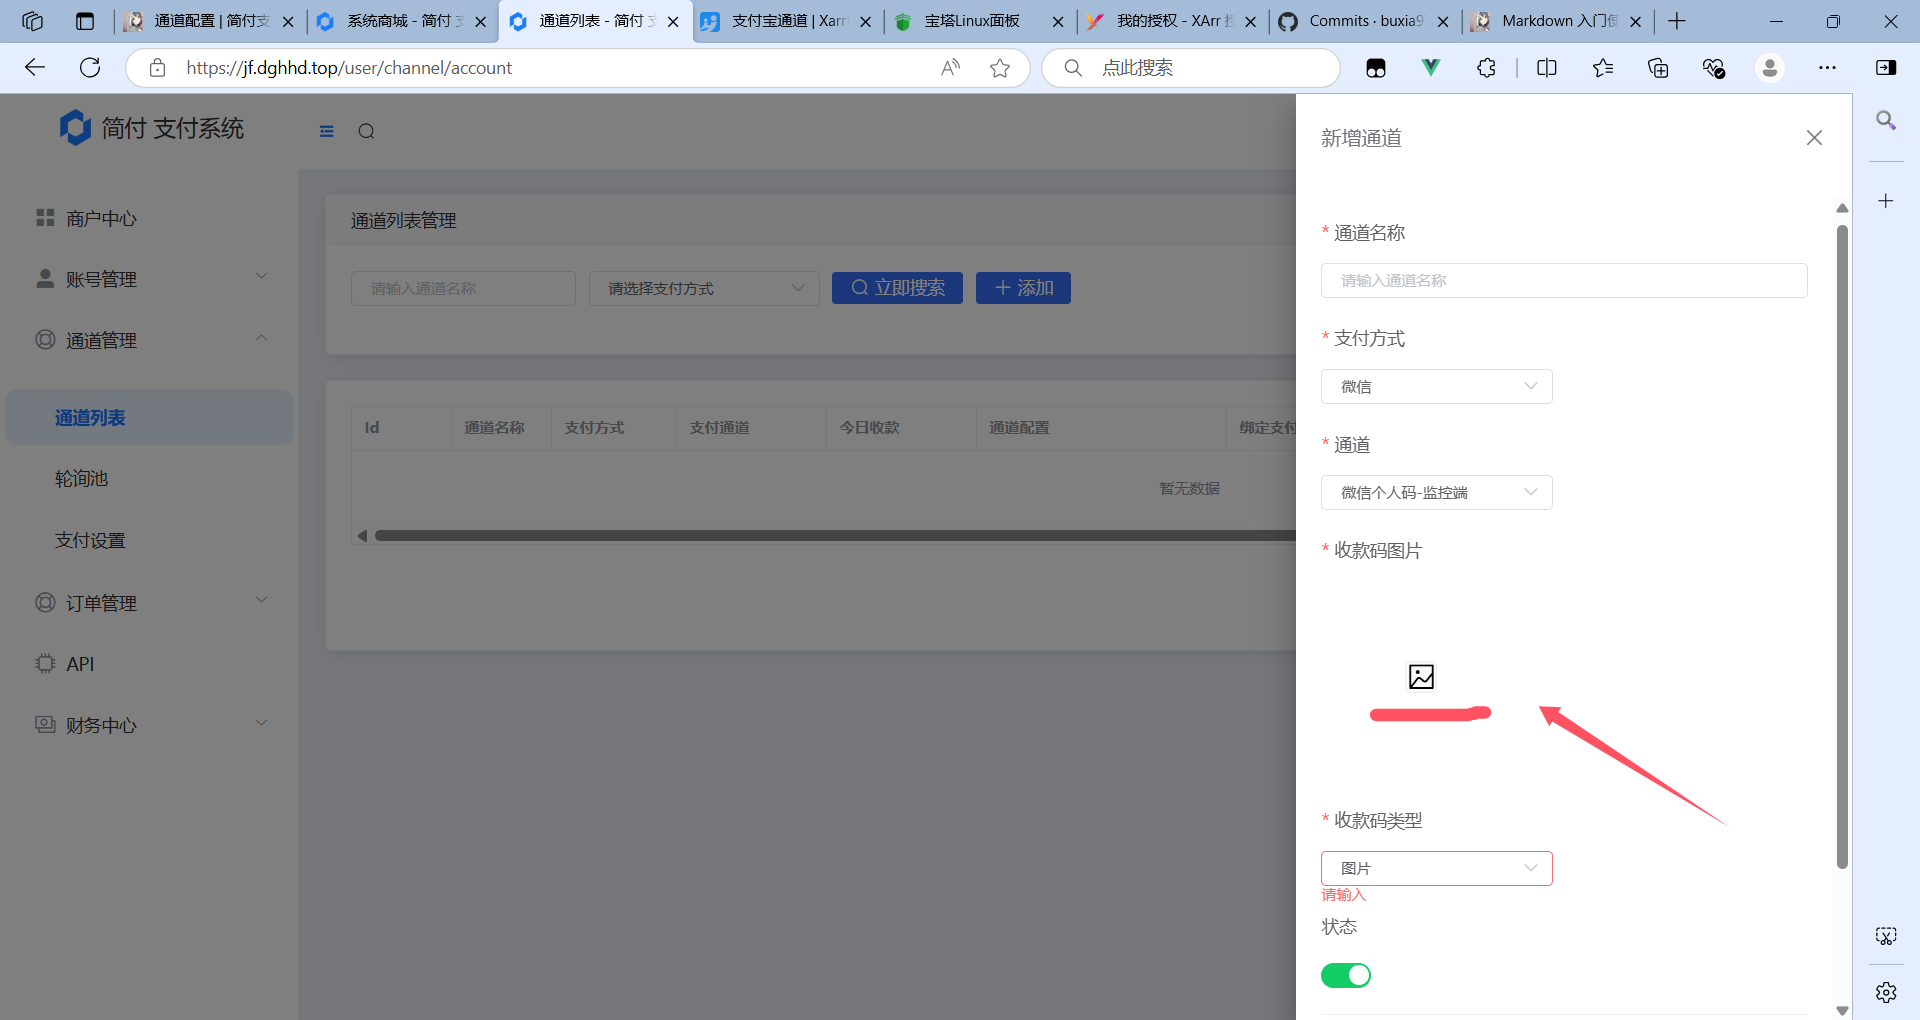 通道配置 | 简付支
系统商城 - 简付 支
通道列表 - 简付 支
支付宝通道 | Xarr
宝塔Linux面板
我的授权 - XArr 授
Commits · buxia9
Markdown 入门使
https://jf.dghhd.top/user/channel/account
点此搜索
简付 支付系统
商户中心
账号管理
通道管理
通道列表
轮询池
支付设置
订单管理
API
财务中心
通道列表管理
请输入通道名称
请选择支付方式
立即搜索
添加
Id
通道名称
支付方式
支付通道
今日收款
通道配置
绑定支付
暂无数据
新增通道
* 通道名称
请输入通道名称
* 支付方式
微信
* 通道
微信个人码-监控端
* 收款码图片
* 收款码类型
图片
请输入
状态